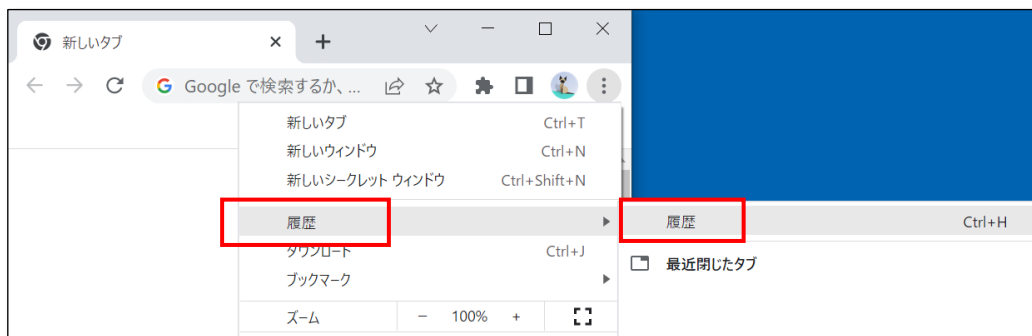 新しいタブ
Google で検索するか、...
新しいタブ Ctrl+T
新しいウィンドウ Ctrl+N
新しいシークレット ウィンドウ Ctrl+Shift+N
履歴
履歴 Ctrl+H
ダウンロード Ctrl+J
最近閉じたタブ
ブックマーク
ズーム - 100% +